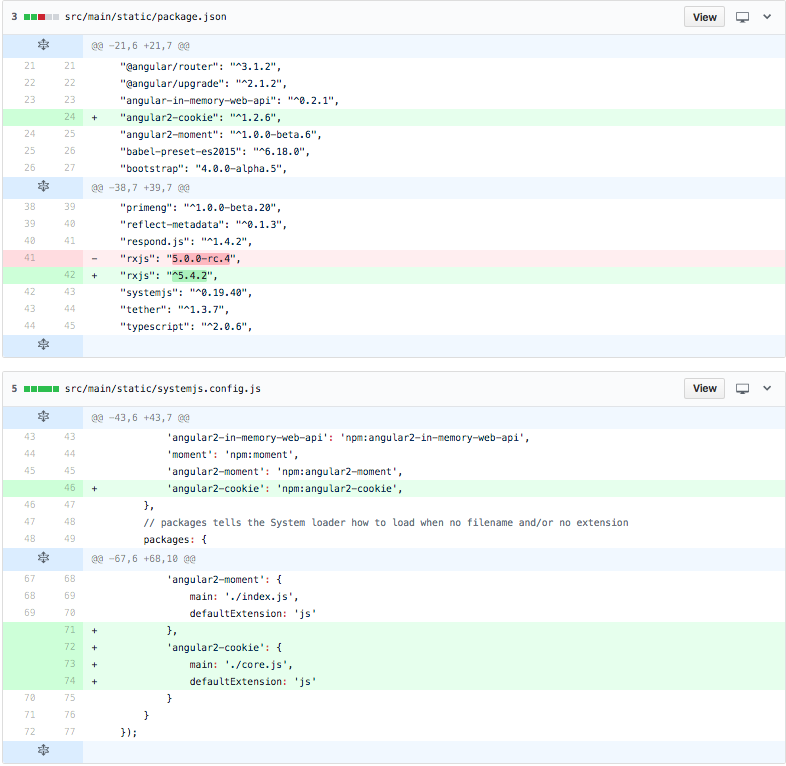 3 src/main/static/package.json View
@@ -21,6 +21,7 @@
21 21 "@angular/router": "^3.1.2",
22 22 "@angular/upgrade": "^2.1.2",
23 23 "angular-in-memory-web-api": "^0.2.1",
24 + "angular2-cookie": "^1.2.6",
24 25 "angular2-moment": "^1.0.0-beta.6",
25 26 "babel-preset-es2015": "^6.18.0",
26 27 "bootstrap": "4.0.0-alpha.5",
@@ -38,7 +39,7 @@
38 39 "primeng": "^1.0.0-beta.20",
39 40 "reflect-metadata": "^0.1.3",
40 41 "respond.js": "^1.4.2",
41 - "rxjs": "5.0.0-rc.4",
42 + "rxjs": "^5.4.2",
42 43 "systemjs": "^0.19.40",
43 44 "tether": "^1.3.7",
44 45 "typescript": "^2.0.6",
5 src/main/static/systemjs.config.js View
@@ -43,6 +43,7 @@
43 43 'angular2-in-memory-web-api': 'npm:angular2-in-memory-web-api',
44 44 'moment': 'npm:moment',
45 45 'angular2-moment': 'npm:angular2-moment',
46 + 'angular2-cookie': 'npm:angular2-cookie',
46 47 },
47 48 // packages tells the System loader how to load when no filename and/or no extension
48 49 packages: {
@@ -67,6 +68,10 @@
67 68 'angular2-moment': {
68 69 main: './index.js',
69 70 defaultExtension: 'js'
71 + },
72 + 'angular2-cookie': {
73 + main: './core.js',
74 + defaultExtension: 'js'
70 75 }
71 76 }
72 77 });